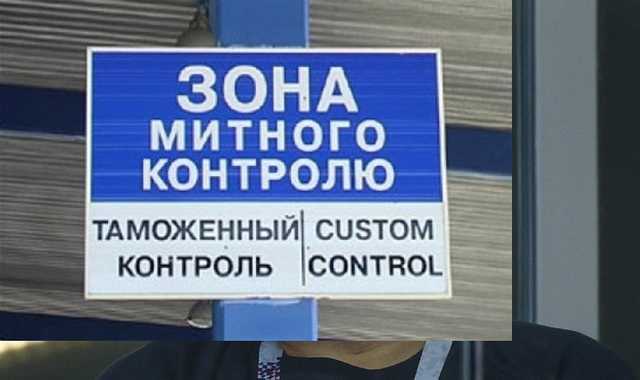 ЗОНА
МИТНОГО
КОНТРОЛЮ
ТАМОЖЕННЫЙ
КОНТРОЛЬ
CUSTOM
CONTROL